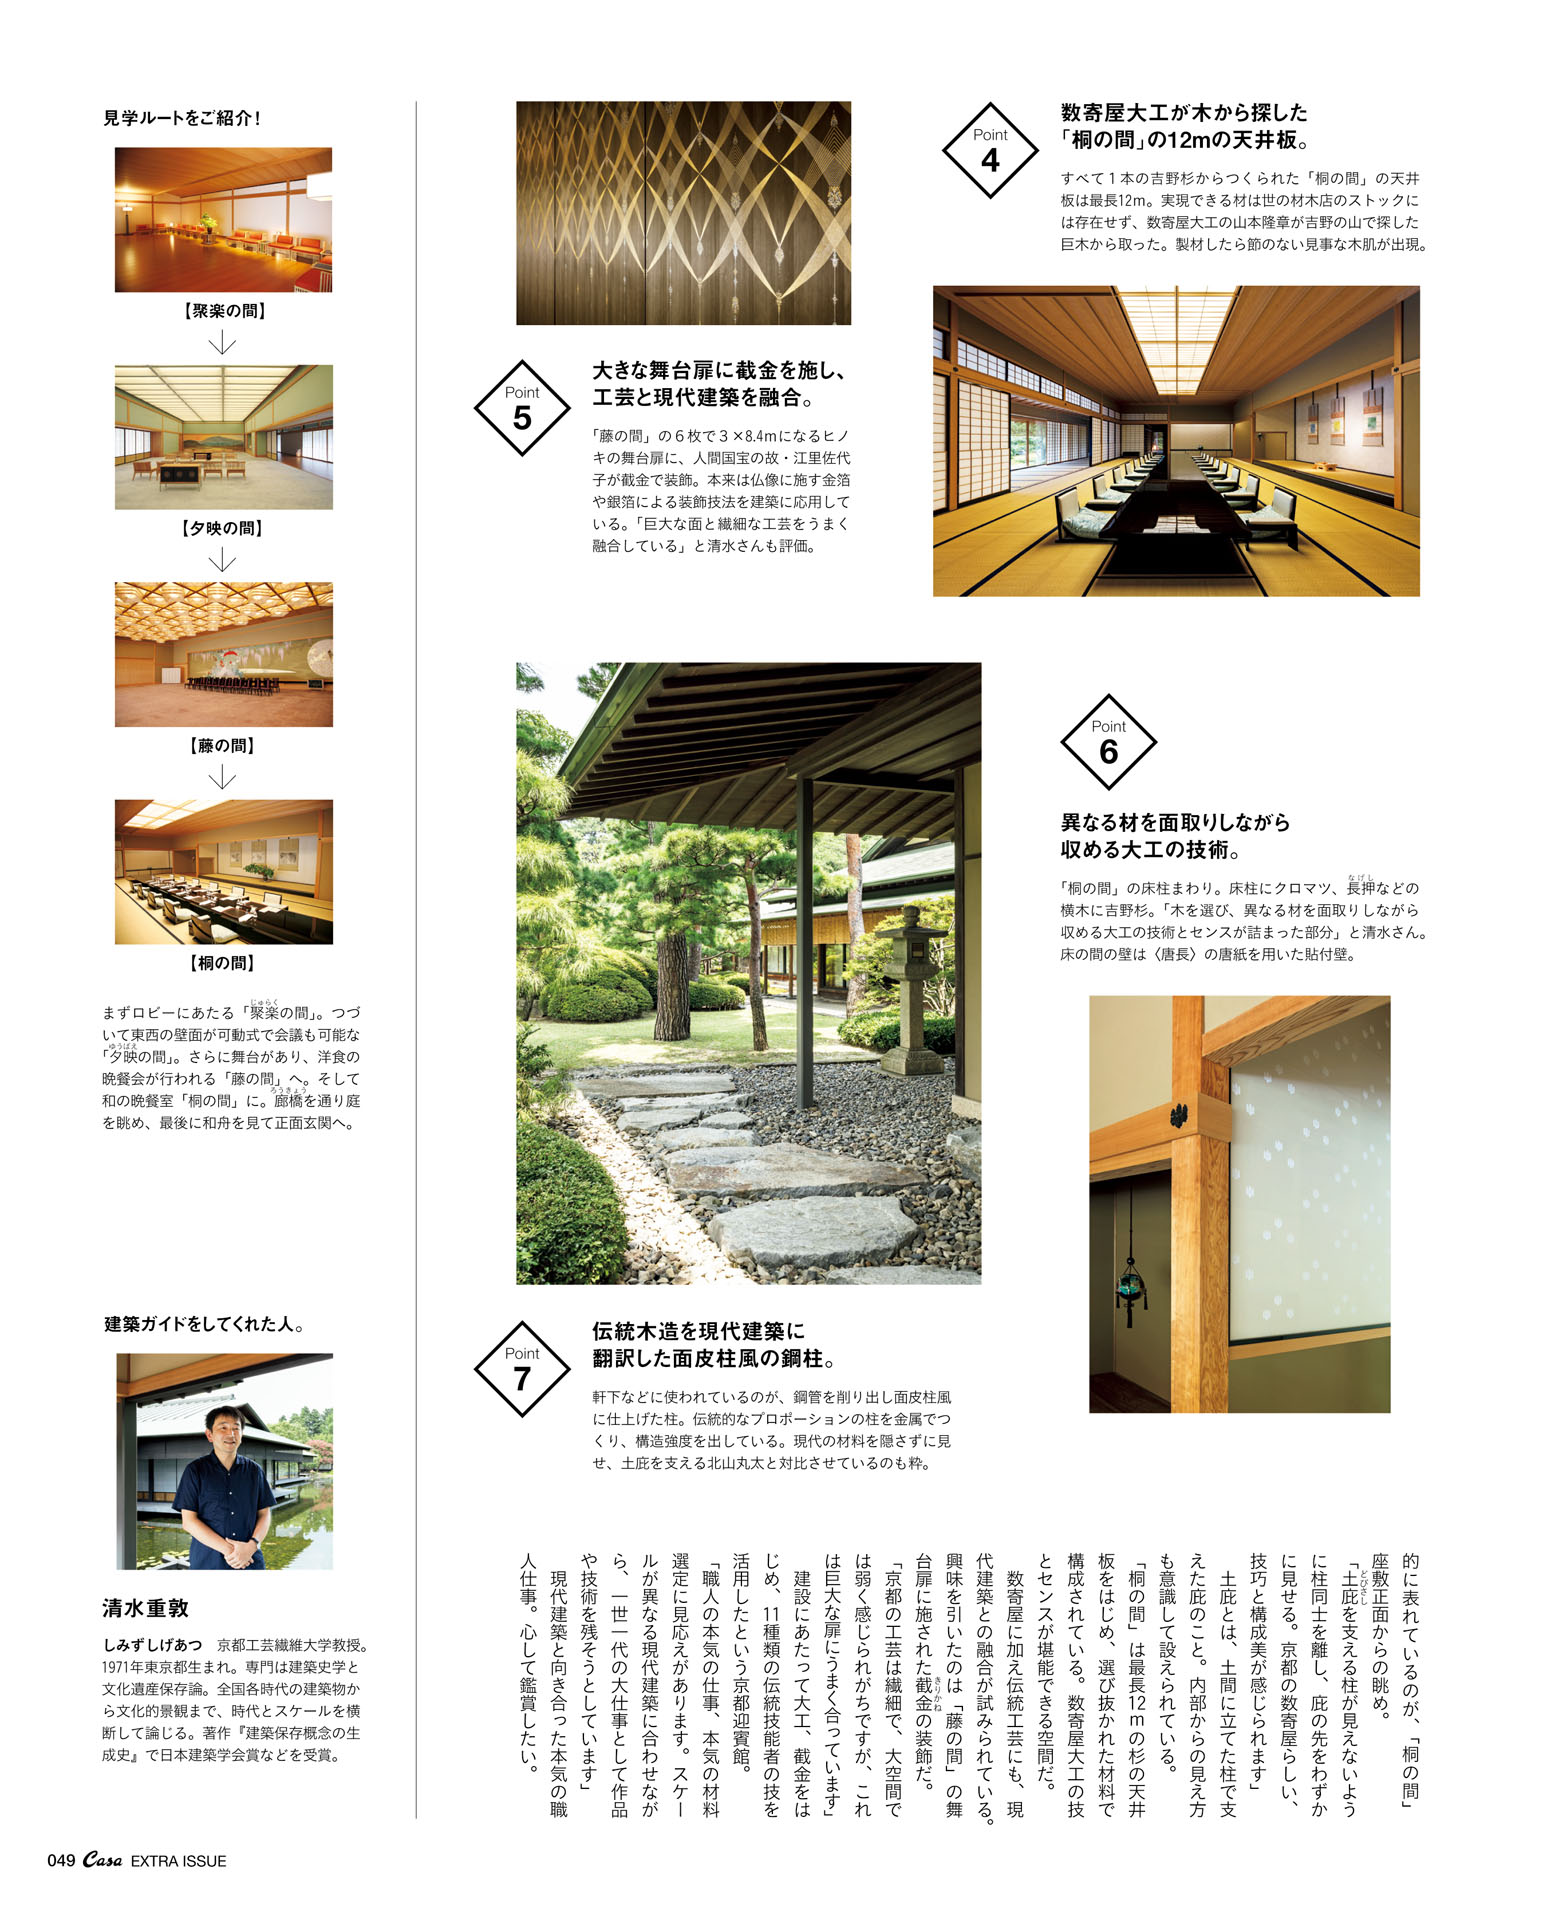 数寄屋大工が木から探した
「桐の間」の12mの天井板。
Point
4
すべて１本の吉野杉からつくられた「桐の間」の天井
板は最長12m。実現できる材は世の材木店のストックに
は存在せず、数寄屋大工の山本隆章が吉野の山で探した
巨木から取った。製材したら節のない見事な木肌が出現。
Point
5
大きな舞台扉に截金を施し、
工芸と現代建築を融合。
「藤の間」の６枚で３×8.4mになるヒノ
キの舞台扉に、人間国宝の故・江里佐代
子が截金で装飾。本来は仏像に施す金箔
や銀箔による装飾技法を建築に応用して
いる。「巨大な面と繊細な工芸をうまく
融合している」と清水さんも評価。
Point
6
異なる材を面取りしながら
収める大工の技術。
「桐の間」の床柱まわり。床柱にクロマツ、長押などの
なげし
横木に吉野杉。「木を選び、異なる材を面取りしながら
収める大工の技術とセンスが詰まった部分」と清水さん。
床の間の壁は〈唐長〉の唐紙を用いた貼付壁。
Point
7
伝統木造を現代建築に
翻訳した面皮柱風の鋼柱。
軒下などに使われているのが、鋼管を削り出し面皮柱風
に仕上げた柱。伝統的なプロポーションの柱を金属でつ
くり、構造強度を出している。現代の材料を隠さずに見
せ、土庇を支える北山丸太と対比させているのも粋。
的に表れているのが、「桐の間」
座敷正面からの眺め。
「土庇を支える柱が見えないよう
どびさし
に柱同士を離し、庇の先をわずか
に見せる。京都の数寄屋らしい、
技巧と構成美が感じられます」
土庇とは、土間に立てた柱で支
えた庇のこと。内部からの見え方
も意識して設えられている。
「桐の間」は最長12mの杉の天井
板をはじめ、選び抜かれた材料で
構成されている。数寄屋大工の技
とセンスが堪能できる空間だ。
数寄屋に加え伝統工芸にも、現
代建築との融合が試みられている。
興味を引いたのは「藤の間」の舞
台扉に施された截金の装飾だ。
きりかね
「京都の工芸は繊細で、大空間で
は弱く感じられがちですが、これ
は巨大な扉にうまく合っています」
建設にあたって大工、截金をは
じめ、11種類の伝統技能者の技を
活用したという京都迎賓館。
「職人の本気の仕事、本気の材料
選定に見応えがあります。スケー
ルが異なる現代建築に合わせなが
ら、一世一代の大仕事として作品
や技術を残そうとしています」
現代建築と向き合った本気の職
人仕事。心して鑑賞したい。
見学ルートをご紹介！
【聚楽の間】
【夕映の間】
【藤の間】
【桐の間】
まずロビーにあたる「聚楽の間」。つづ
じゅらく
いて東西の壁面が可動式で会議も可能な
「夕映の間」。さらに舞台があり、洋食の
ゆうばえ
晩餐会が行われる「藤の間」へ。そして
和の晩餐室「桐の間」に。廊橋を通り庭
ろうきょう
を眺め、最後に和舟を見て正面玄関へ。
建築ガイドをしてくれた人。
清水重敦
しみずしげあつ　京都工芸繊維大学教授。
1971年東京都生まれ。専門は建築史学と
文化遺産保存論。全国各時代の建築物か
ら文化的景観まで、時代とスケールを横
断して論じる。著作『建築保存概念の生
成史』で日本建築学会賞などを受賞。
049 Casa EXTRA ISSUE